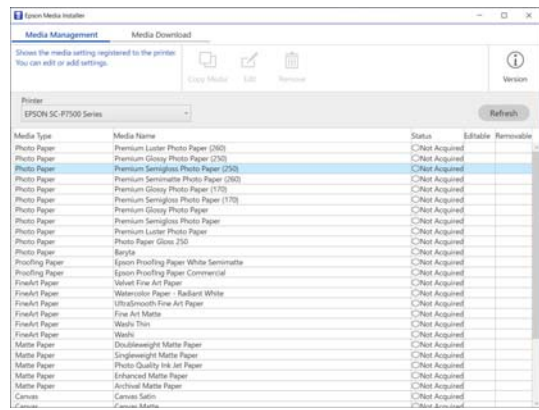 Epson Media Installer
Media Management Media Download
Shows the media setting registered to the printer.
You can edit or add settings.
Copy Media Edit Remove Version
Printer
EPSON SC-P7500 Series Refresh
Media Type Media Name Status Editable Removable
Photo Paper Premium Luster Photo Paper (260) Not Acquired
Photo Paper Premium Glossy Photo Paper (250) Not Acquired
Photo Paper Premium Semigloss Photo Paper (250) Not Acquired
Photo Paper Premium Semimatte Photo Paper (260) Not Acquired
Photo Paper Premium Glossy Photo Paper (170) Not Acquired
Photo Paper Premium Semigloss Photo Paper (170) Not Acquired
Photo Paper Premium Glossy Photo Paper Not Acquired
Photo Paper Premium Semigloss Photo Paper Not Acquired
Photo Paper Premium Luster Photo Paper Not Acquired
Photo Paper Photo Paper Gloss 250 Not Acquired
Photo Paper Baryta Not Acquired
Proofing Paper Epson Proofing Paper White Semimatte Not Acquired
Proofing Paper Epson Proofing Paper Commercial Not Acquired
FineArt Paper Velvet Fine Art Paper Not Acquired
FineArt Paper Watercolor Paper - Radiant White Not Acquired
FineArt Paper UltraSmooth Fine Art Paper Not Acquired
FineArt Paper Fine Art Matte Not Acquired
FineArt Paper Washi Thin Not Acquired
FineArt Paper Washi Not Acquired
Matte Paper Doubleweight Matte Paper Not Acquired
Matte Paper Singleweight Matte Paper Not Acquired
Matte Paper Photo Quality Ink Jet Paper Not Acquired
Matte Paper Enhanced Matte Paper Not Acquired
Matte Paper Archival Matte Paper Not Acquired
Canvas Canvas Satin Not Acquired
Canvas Canvas Matte Not Acquired